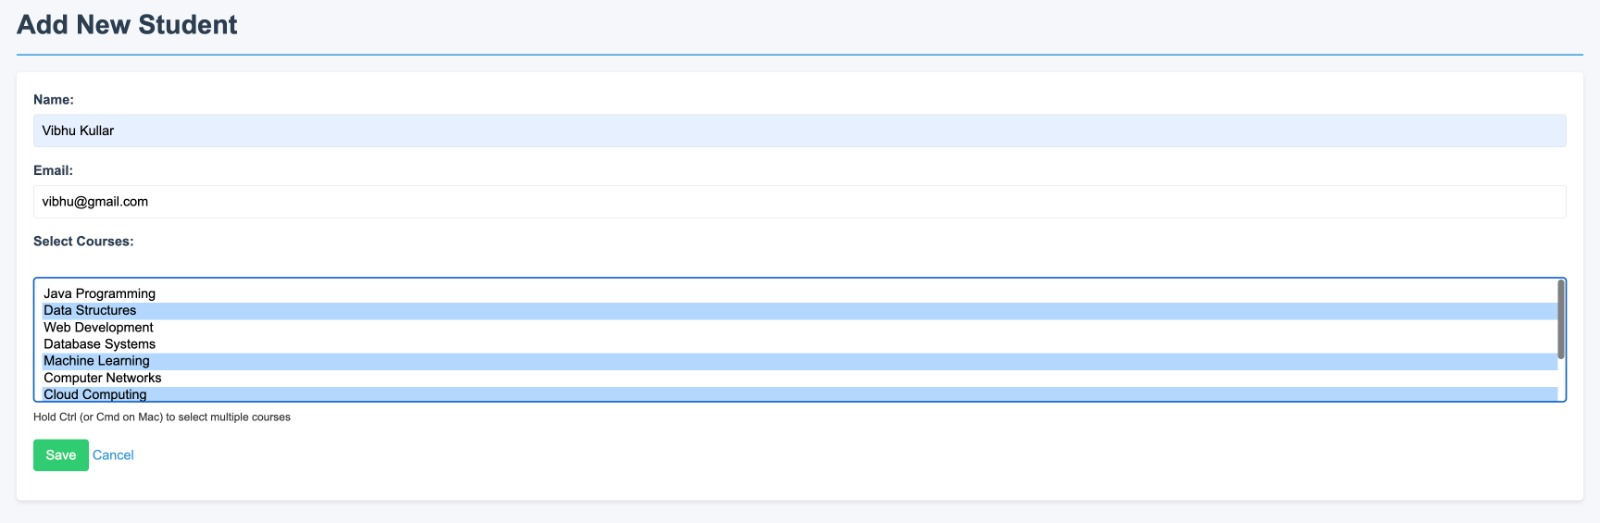 Add New Student
Name:
Vibhu Kullar
Email:
vibhu@gmail.com
Select Courses:
Java Programming
Data Structures
Web Development
Database Systems
Machine Learning
Computer Networks
Cloud Computing
Hold Ctrl (or Cmd on Mac) to select multiple courses
Save Cancel